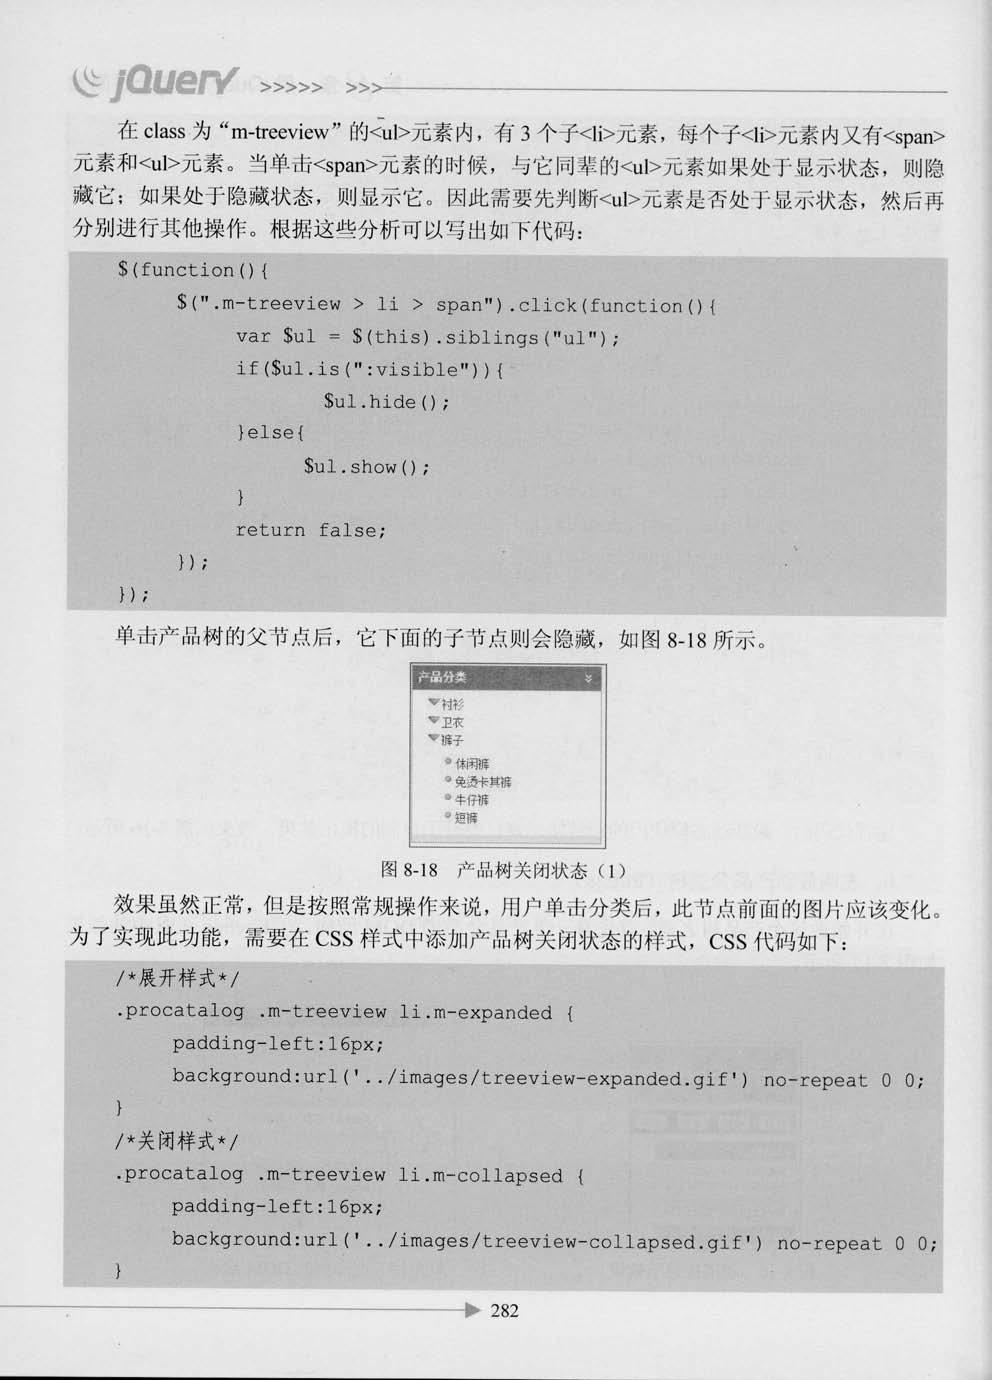 jQuery >>>>> >>>
在 class 为“m-treeview”的<ul>元素内，有 3 个子<li>元素，每个子<li>元素内又有<span>
元素和<ul>元素。当单击<span>元素的时候，与它同辈的<ul>元素如果处于显示状态，则隐
藏它；如果处于隐藏状态，则显示它。因此需要先判断<ul>元素是否处于显示状态，然后再
分别进行其他操作。根据这些分析可以写出如下代码：
$(function(){
$(".m-treeview > li > span").click(function(){
var $ul = $(this).siblings("ul");
if($ul.is(":visible")){
$ul.hide();
}else{
$ul.show();
}
return false;
});
});
单击产品树的父节点后，它下面的子节点则会隐藏，如图 8-18 所示。
产品分类
衬衫
卫衣
裤子
休闲裤
免烫卡其裤
牛仔裤
短裤
图 8-18 产品树关闭状态（1）
效果虽然正常，但是按照常规操作来说，用户单击分类后，此节点前面的图片应该变化。
为了实现此功能，需要在 CSS 样式中添加产品树关闭状态的样式，CSS 代码如下：
/*展开样式*/
.procatalog .m-treeview li.m-expanded {
padding-left:16px;
background:url('../images/treeview-expanded.gif') no-repeat 0 0;
}
/*关闭样式*/
.procatalog .m-treeview li.m-collapsed {
padding-left:16px;
background:url('../images/treeview-collapsed.gif') no-repeat 0 0;
}
282